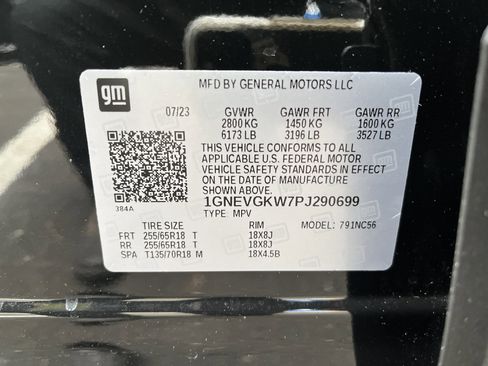 gm
MFD BY GENERAL MOTORS LLC
07/23 GVWR GAWR FRT GAWR RR
2800 KG 1450 KG 1600 KG
6173 LB 3196 LB 3527 LB
THIS VEHICLE CONFORMS TO ALL
APPLICABLE U.S. FEDERAL MOTOR
VEHICLE SAFETY STANDARDS IN EFFECT
ON THE DATE OF MANUFACTURE
SHOWN ABOVE.
384A
1GNEVGKW7PJ290699
TYPE: MPV MODEL: 791NC56
TIRE SIZE RIM
FRT 255/65R18 T 18X8J
RR 255/65R18 T 18X8J
SPA T135/70R18 M 18X4.5B